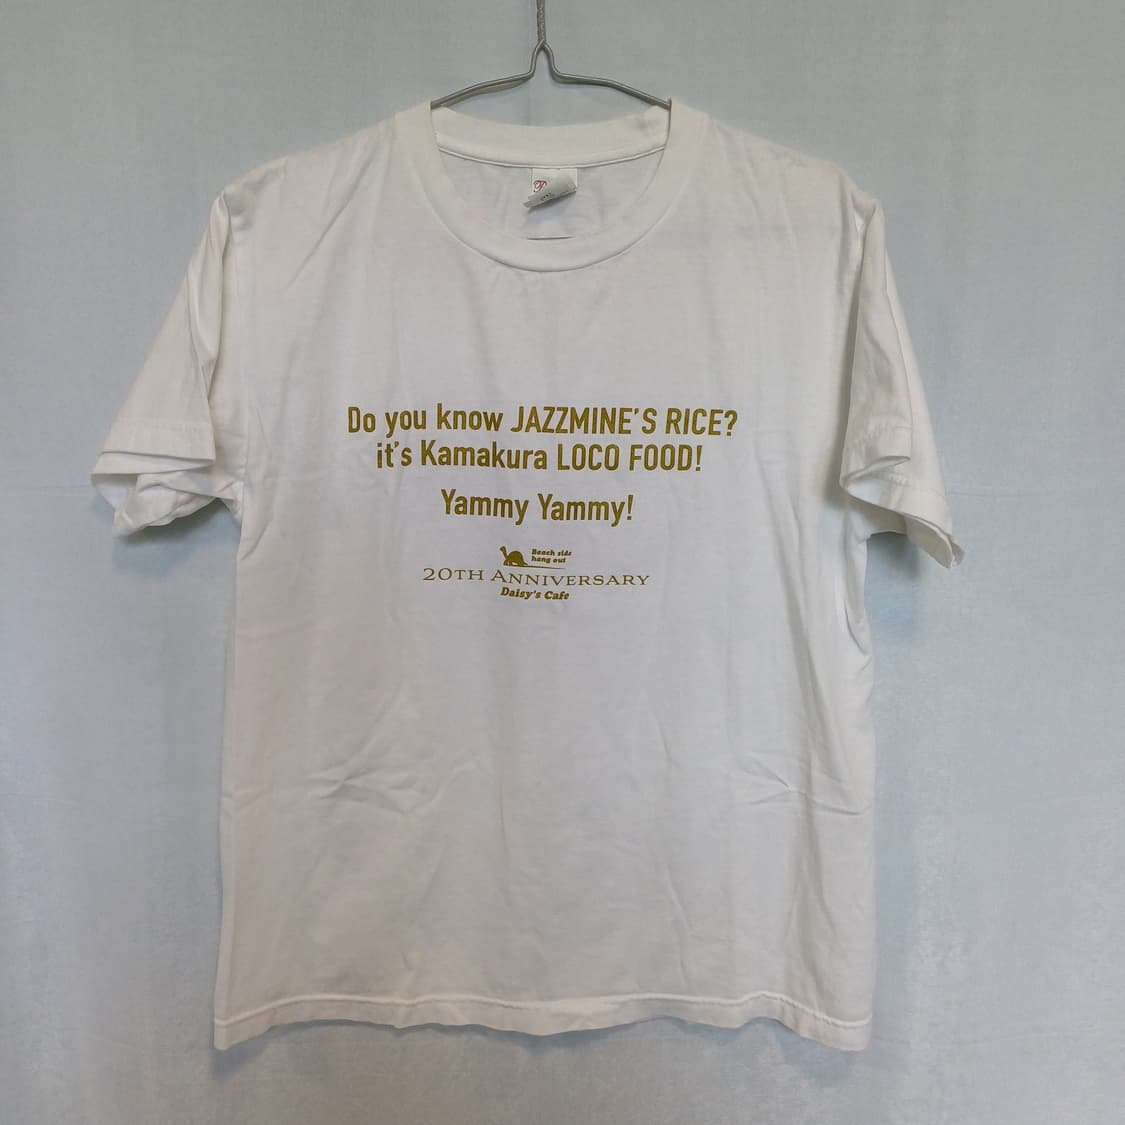 Do you know JAZZMINE'S RICE?
it's Kamakura LOCO FOOD!
Yammy Yammy!
Beach side
hang out
20TH ANNIVERSARY
Daisy's Cafe